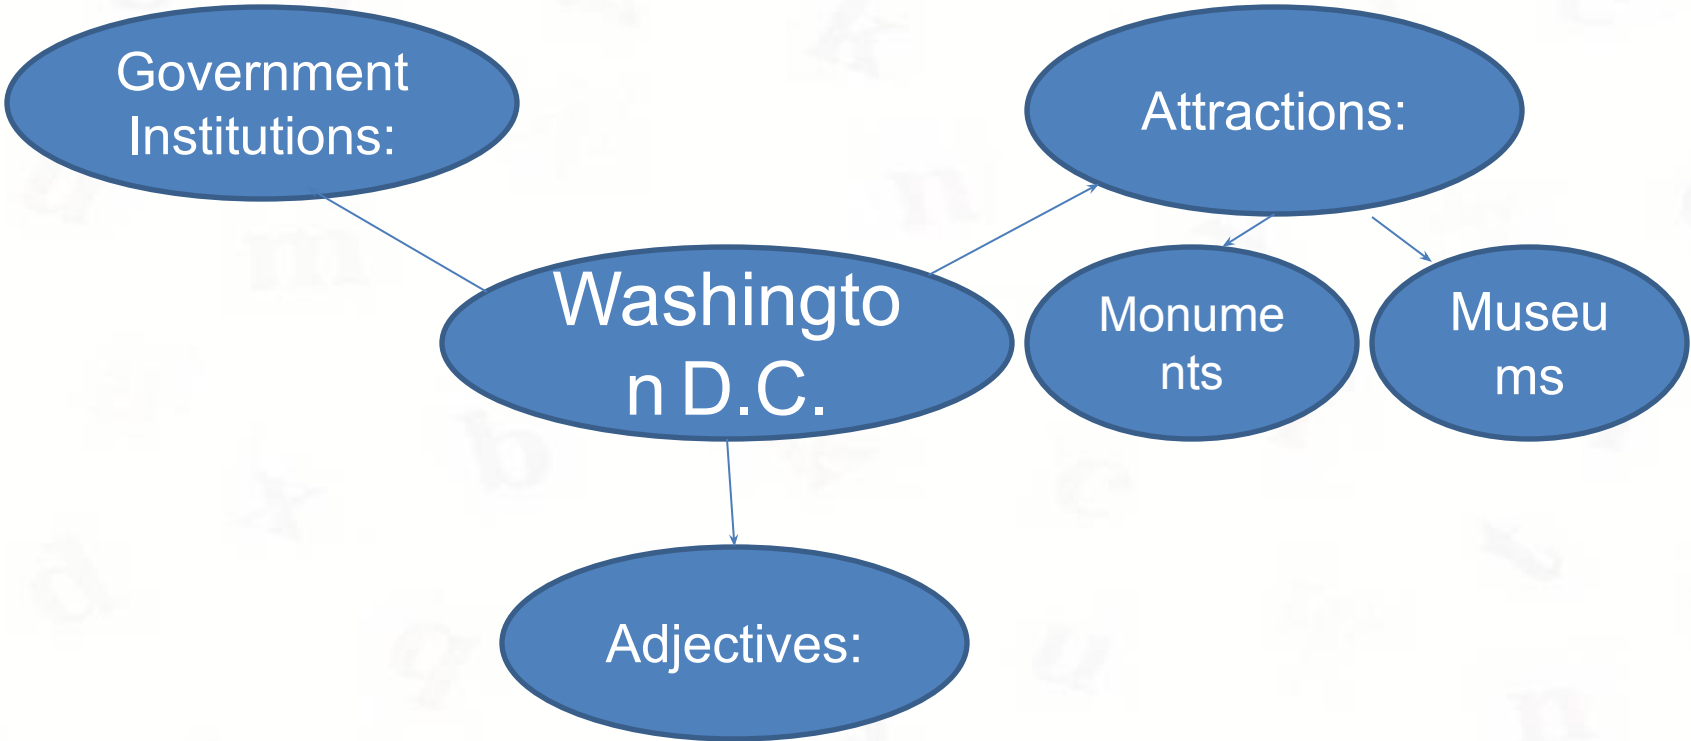 Government
Institutions:
Attractions:
Washingto
n D.C.
Monume
nts
Museu
ms
Adjectives: